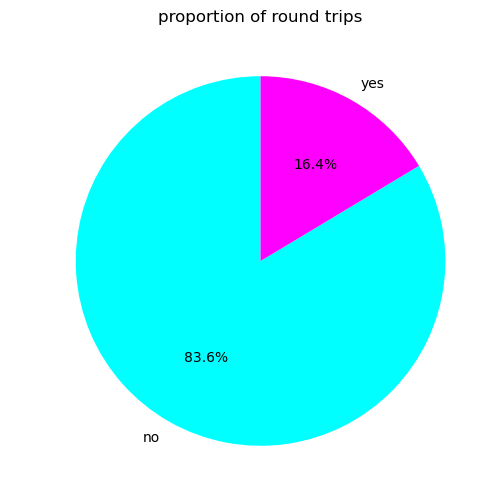 proportion of round trips
yes
16.4%
83.6%
no